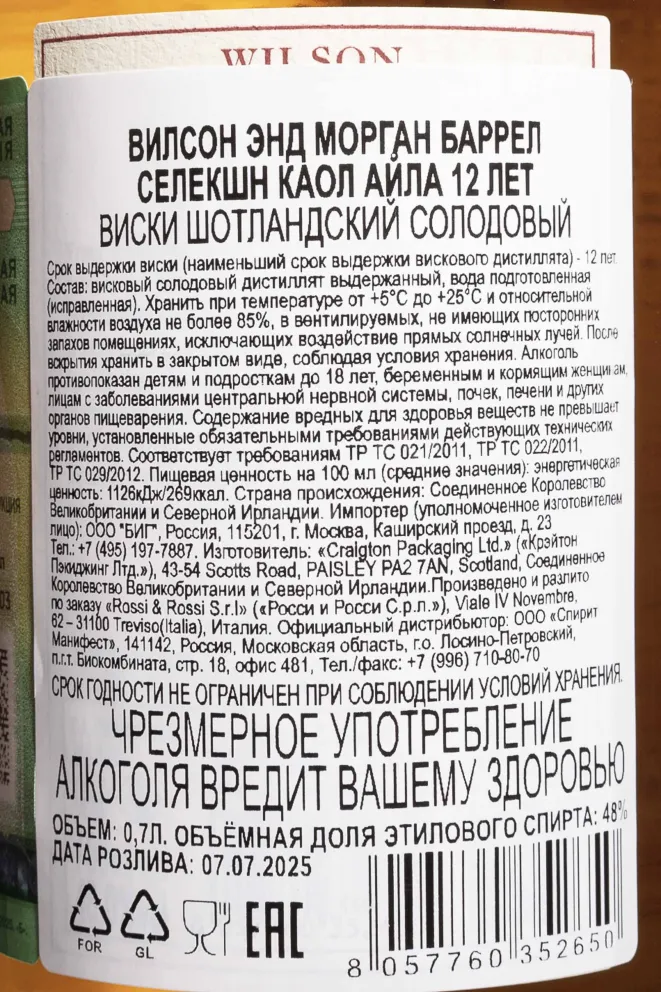 WILSON
ВИЛСОН ЭНД МОРГАН БАРРЕЛ
СЕЛЕКШН КАОЛ АЙЛА 12 ЛЕТ
ВИСКИ ШОТЛАНДСКИЙ СОЛОДОВЫЙ
Срок выдержки виски (наименьший срок выдержки вискового дистиллята) - 12 лет.
Состав: висковый солодовый дистиллят выдержанный, вода подготовленная
(исправленная). Хранить при температуре от +5°С до +25°С и относительной
влажности воздуха не более 85%, в вентилируемых, не имеющих посторонних
запахов помещениях, исключающих воздействие прямых солнечных лучей. После
вскрытия хранить в закрытом виде, соблюдая условия хранения. Алкоголь
противопоказан детям и подросткам до 18 лет, беременным и кормящим женщинам,
лицам с заболеваниями центральной нервной системы, почек, печени и других
органов пищеварения. Содержание вредных для здоровья веществ не превышает
уровни, установленные обязательными требованиями действующих технических
регламентов. Соответствует требованиям ТР ТС 021/2011, ТР ТС 022/2011,
ТР ТС 029/2012. Пищевая ценность на 100 мл (средние значения): энергетическая
ценность: 1126кДж/269ккал. Страна происхождения: Соединенное Королевство
Великобритании и Северной Ирландии. Импортер (уполномоченное изготовителем
лицо): ООО "БИГ", Россия, 115201, г. Москва, Каширский проезд, д. 23
Тел.: +7 (495) 197-7887. Изготовитель: «Craigton Packaging Ltd.» («Крэйтон
Пэкиджинг Лтд.»), 43-54 Scotts Road, PAISLEY PA2 7AN, Scotland, Соединенное
Королевство Великобритании и Северной Ирландии.Произведено и разлито
по заказу «Rossi & Rossi S.r.l» («Росси и Росси С.р.л.»), Viale IV Novembre,
62 – 31100 Treviso(Italia), Италия. Официальный дистрибьютор: ООО «Спирит
Манифест», 141142, Россия, Московская область, г.о. Лосино-Петровский,
п.г.т. Биокомбината, стр. 18, офис 481, Тел./факс: +7 (996) 710-80-70
СРОК ГОДНОСТИ НЕ ОГРАНИЧЕН ПРИ СОБЛЮДЕНИИ УСЛОВИЙ ХРАНЕНИЯ.
ЧРЕЗМЕРНОЕ УПОТРЕБЛЕНИЕ
АЛКОГОЛЯ ВРЕДИТ ВАШЕМУ ЗДОРОВЬЮ
ОБЪЕМ: 0,7Л. ОБЪЁМНАЯ ДОЛЯ ЭТИЛОВОГО СПИРТА: 48%
ДАТА РОЗЛИВА: 07.07.2025
FOR
GL
EAC
8 057760 352650